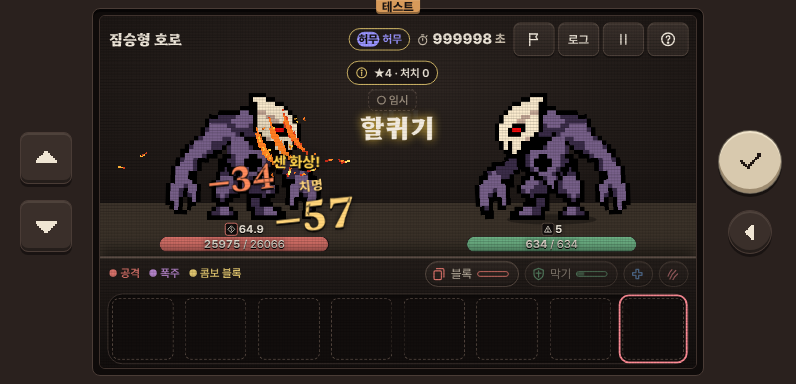 테스트
짐승형 호로
허무 허무
999998 초
로그
★4 · 처치 0
임시
할퀴기
센 화상!
−34
치명
−57
64.9
5
25975 / 26066
634 / 634
공격
폭주
콤보 블록
블록
막기